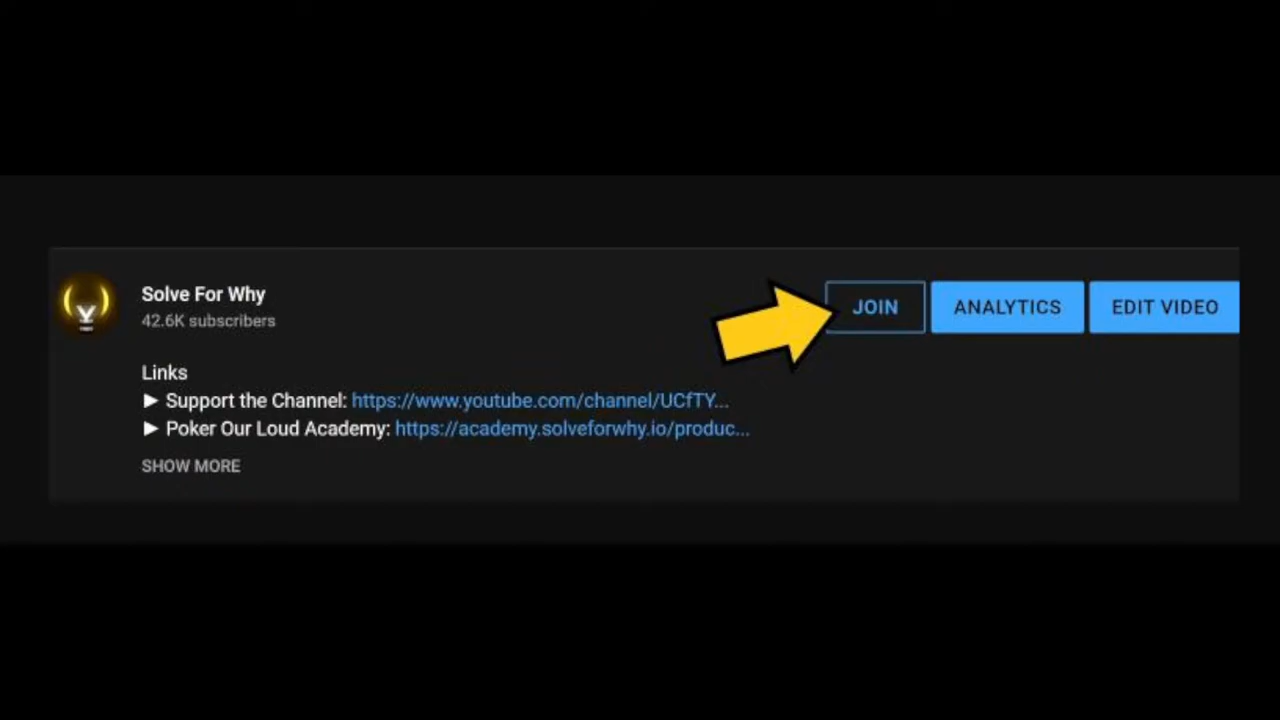 Solve For Why
42.6K subscribers
JOIN
ANALYTICS
EDIT VIDEO
Links
► Support the Channel: https://www.youtube.com/channel/UCfTY...
► Poker Our Loud Academy: https://academy.solveforwhy.io/produc...
SHOW MORE